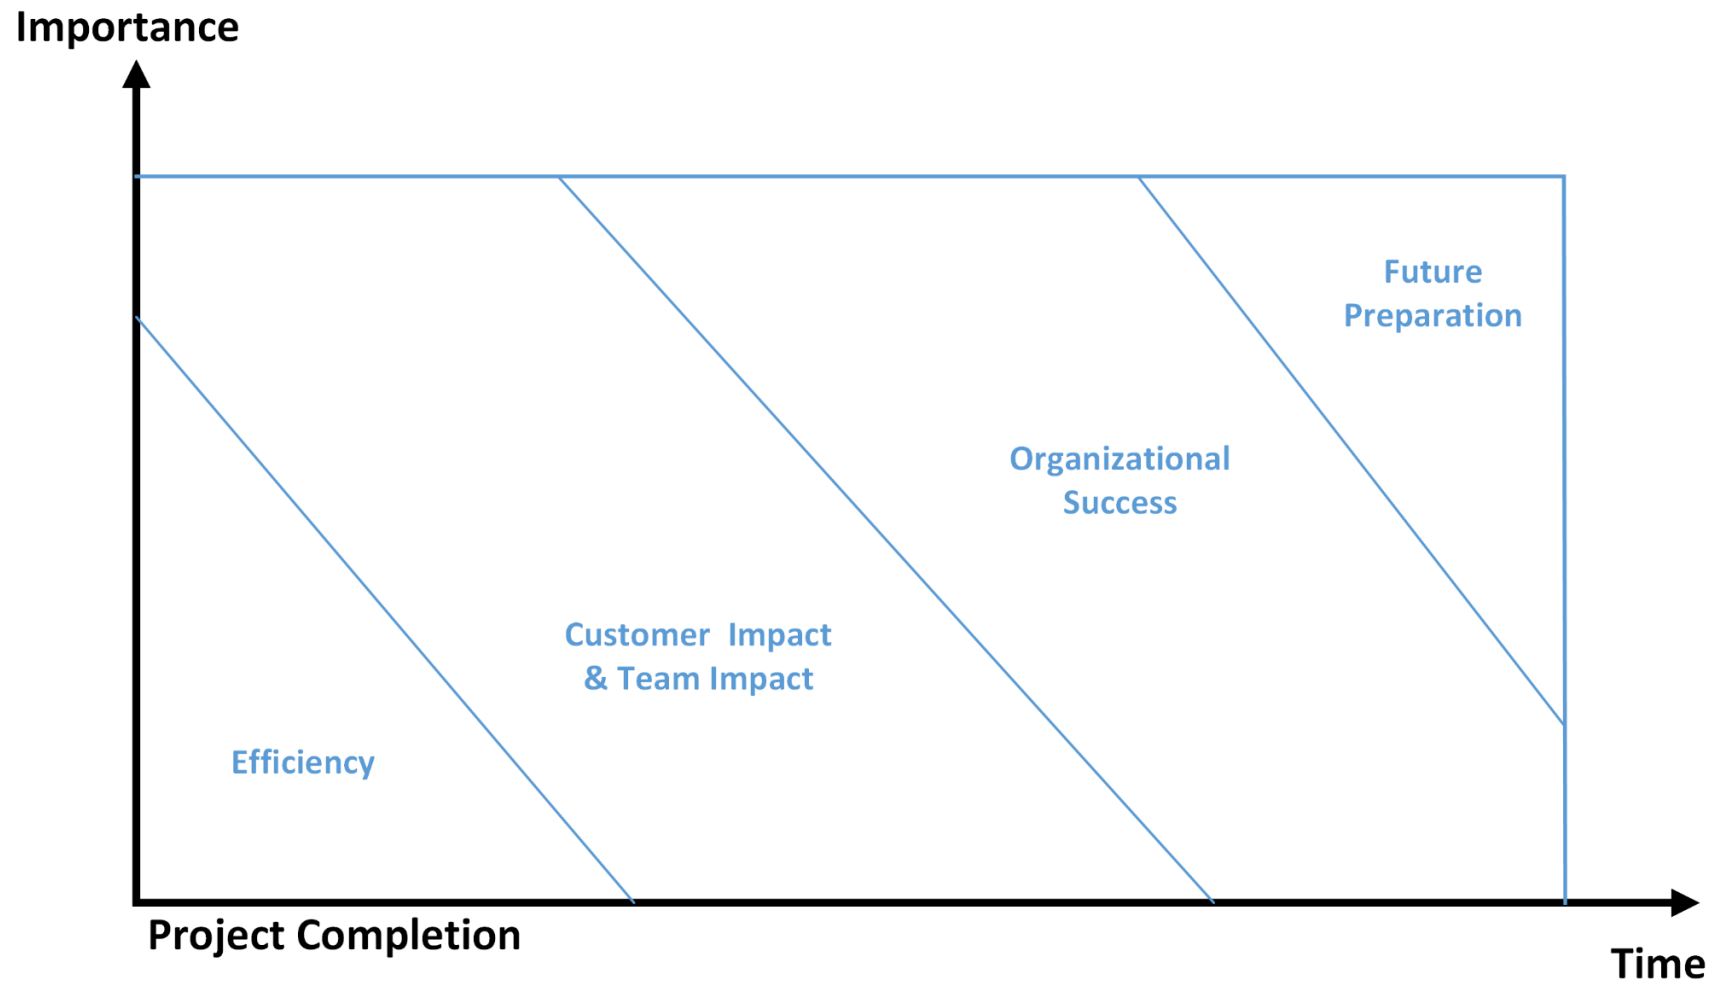 Importance
Future
Preparation
Organizational
Success
Customer  Impact
& Team Impact
Efficiency
Project Completion
Time